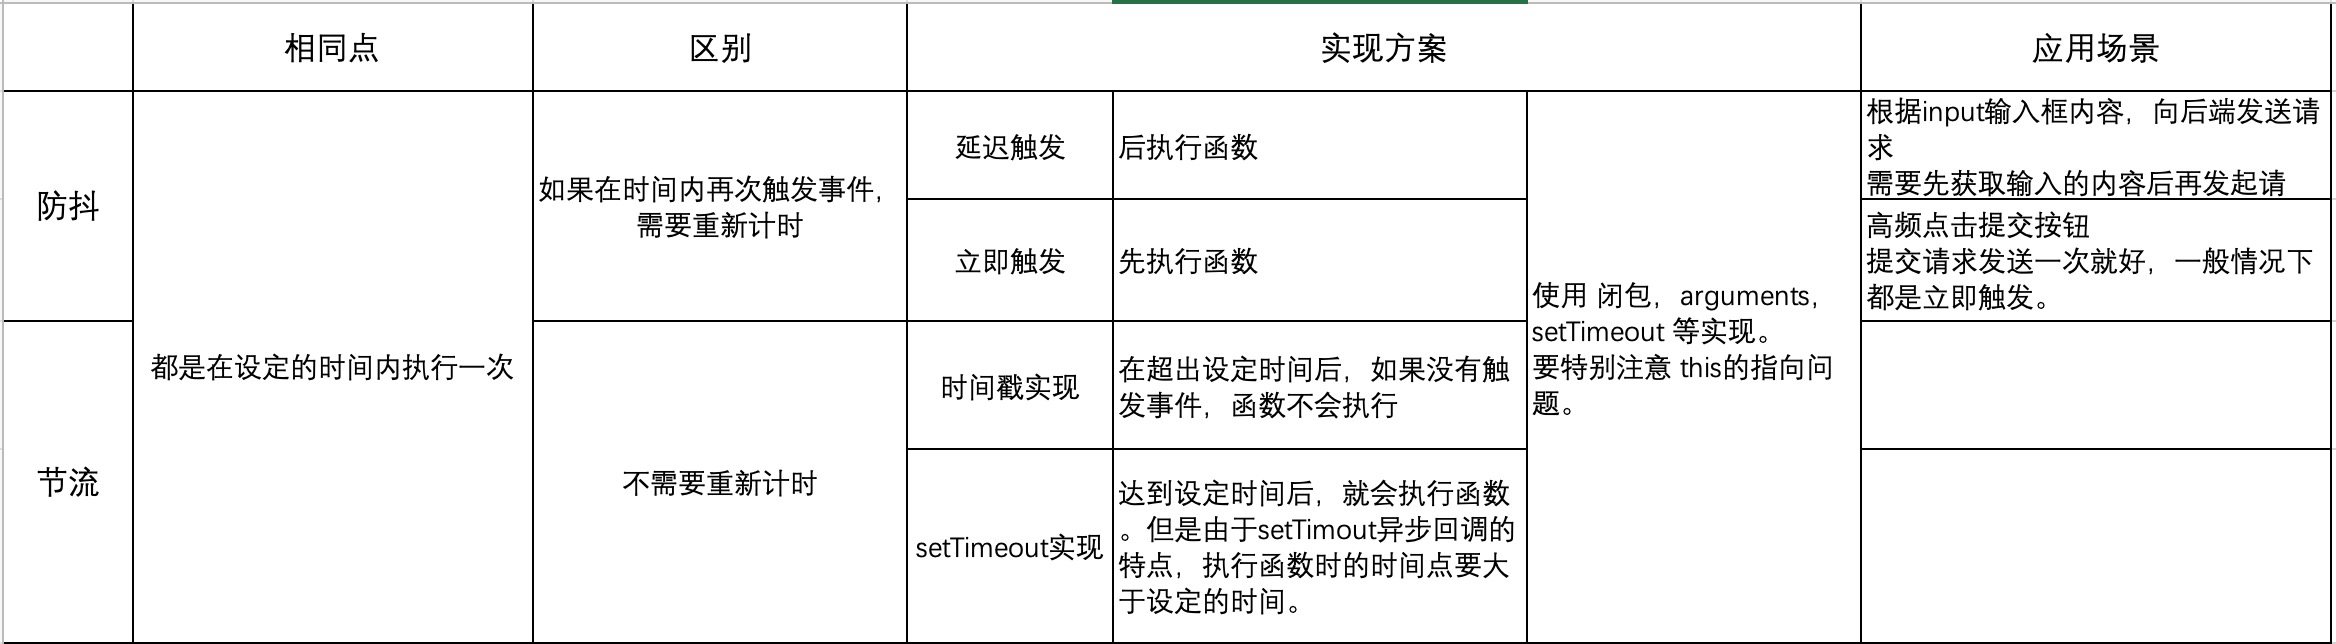 相同点
区别
实现方案
应用场景
防抖
都是在设定的时间内执行一次
如果在时间内再次触发事件，
需要重新计时
延迟触发
后执行函数
使用 闭包，arguments，
setTimeout 等实现。
要特别注意 this的指向问
题。
根据input输入框内容，向后端发送请
求
需要先获取输入的内容后再发起请
立即触发
先执行函数
高频点击提交按钮
提交请求发送一次就好，一般情况下
都是立即触发。
节流
不需要重新计时
时间戳实现
在超出设定时间后，如果没有触
发事件，函数不会执行
setTimeout实现
达到设定时间后，就会执行函数
。但是由于setTimout异步回调的
特点，执行函数时的时间点要大
于设定的时间。